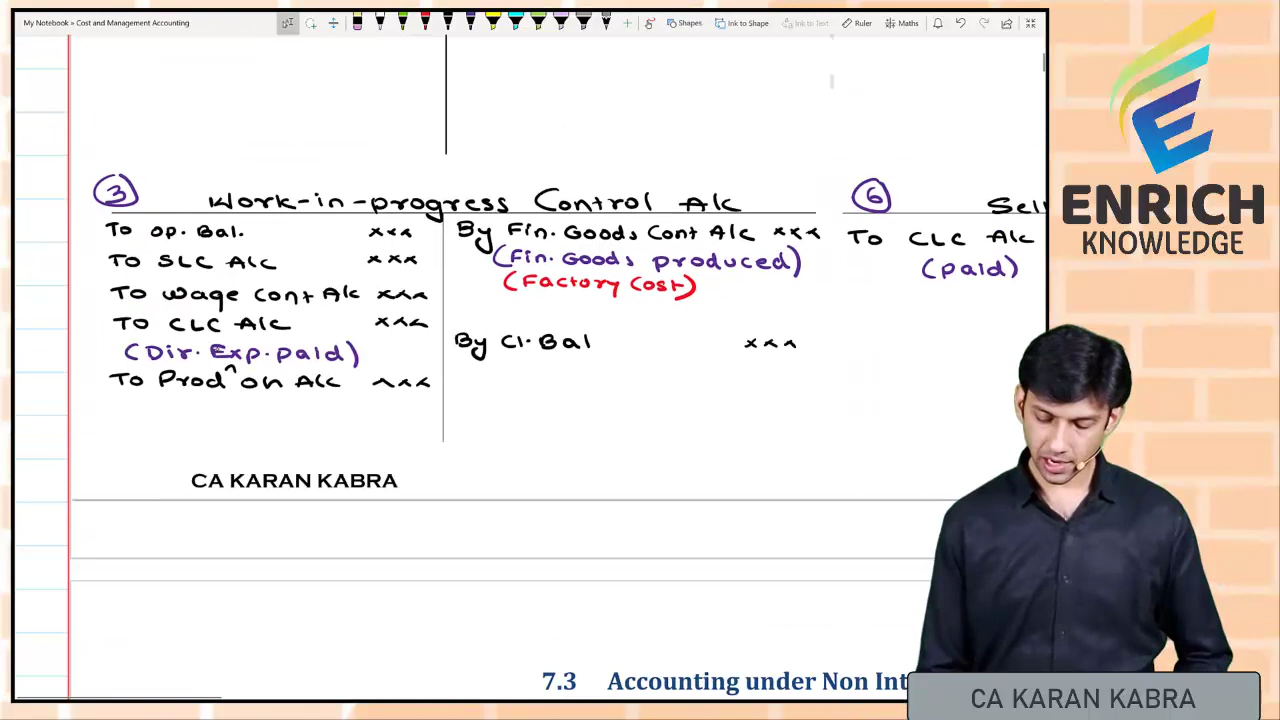 My Notebook » Cost and Management Accounting
Shapes
Ink to Shape
Ink to Text
Ruler
Maths
ENRICH
KNOWLEDGE
3 Work-in-progress Control A/c
To Op. Bal. xxx
To SLC A/c xxx
To Wage Cont A/c xxx
To CLC A/c xxx
(Dir. Exp. paid)
To Prodn OH A/c xxx
By Fin. Goods Cont A/c xxx
(Fin. Goods produced)
(Factory Cost)
By Cl. Bal xxx
6 Sell
To CLC A/c
(paid)
CA KARAN KABRA
7.3 Accounting under Non Int
CA KARAN KABRA